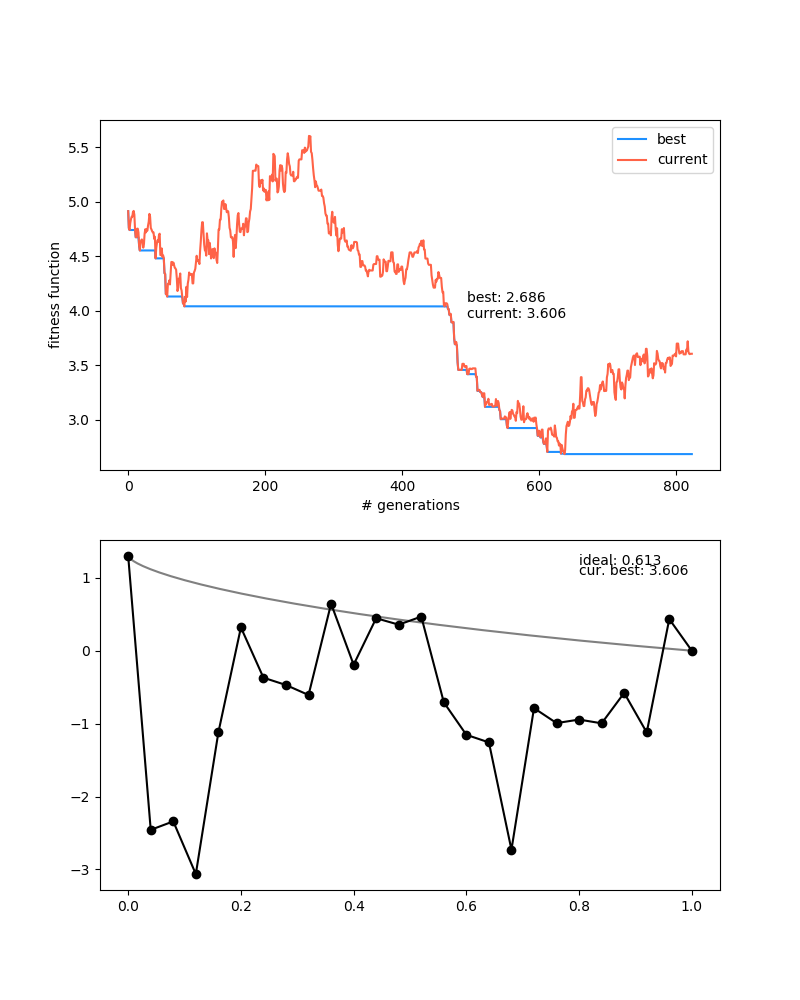 best
current
5.5
5.0
4.5
4.0
3.5
3.0
fitness function
best: 2.686
current: 3.606
0
200
400
600
800
# generations
ideal: 0.613
cur. best: 3.606
1
0
−1
−2
−3
0.0
0.2
0.4
0.6
0.8
1.0